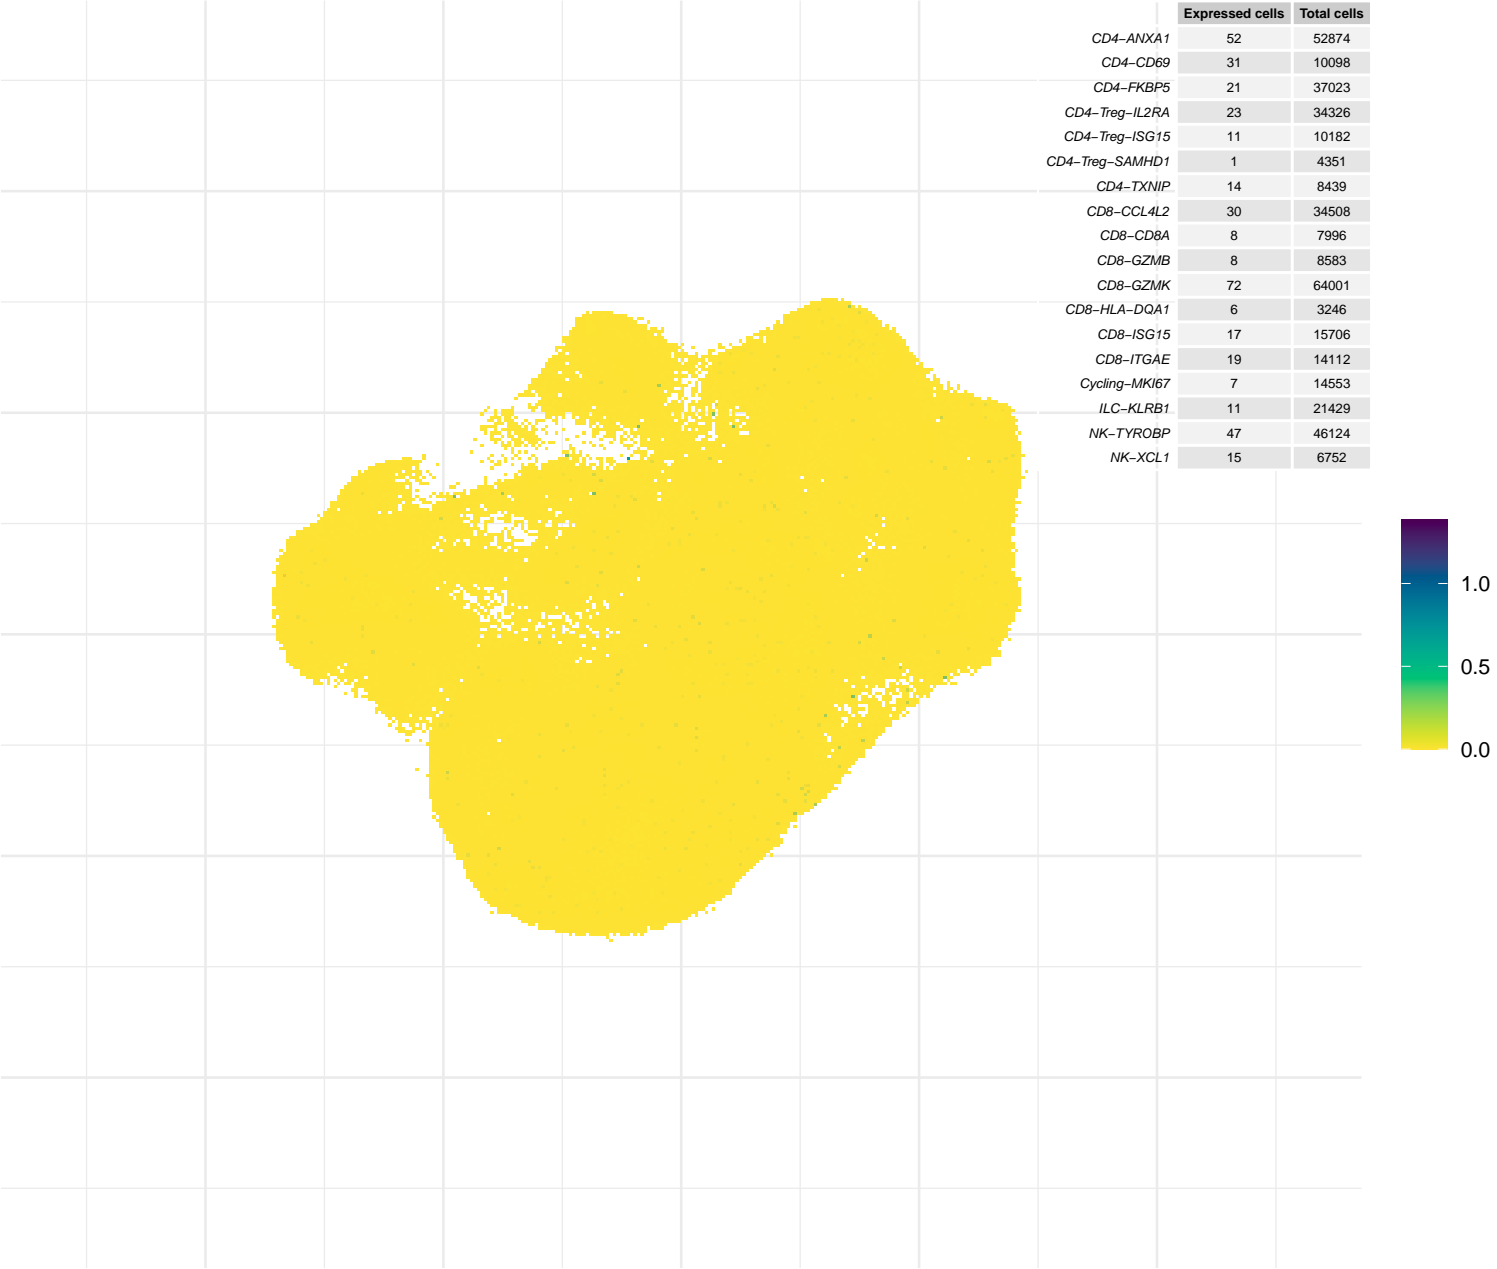 Expressed cells Total cells
CD4−ANXA1 52 52874
CD4−CD69 31 10098
CD4−FKBP5 21 37023
CD4−Treg−IL2RA 23 34326
CD4−Treg−ISG15 11 10182
CD4−Treg−SAMHD1 1 4351
CD4−TXNIP 14 8439
CD8−CCL4L2 30 34508
CD8−CD8A 8 7996
CD8−GZMB 8 8583
CD8−GZMK 72 64001
CD8−HLA−DQA1 6 3246
CD8−ISG15 17 15706
CD8−ITGAE 19 14112
Cycling−MKI67 7 14553
ILC−KLRB1 11 21429
NK−TYROBP 47 46124
NK−XCL1 15 6752
1.0
0.5
0.0